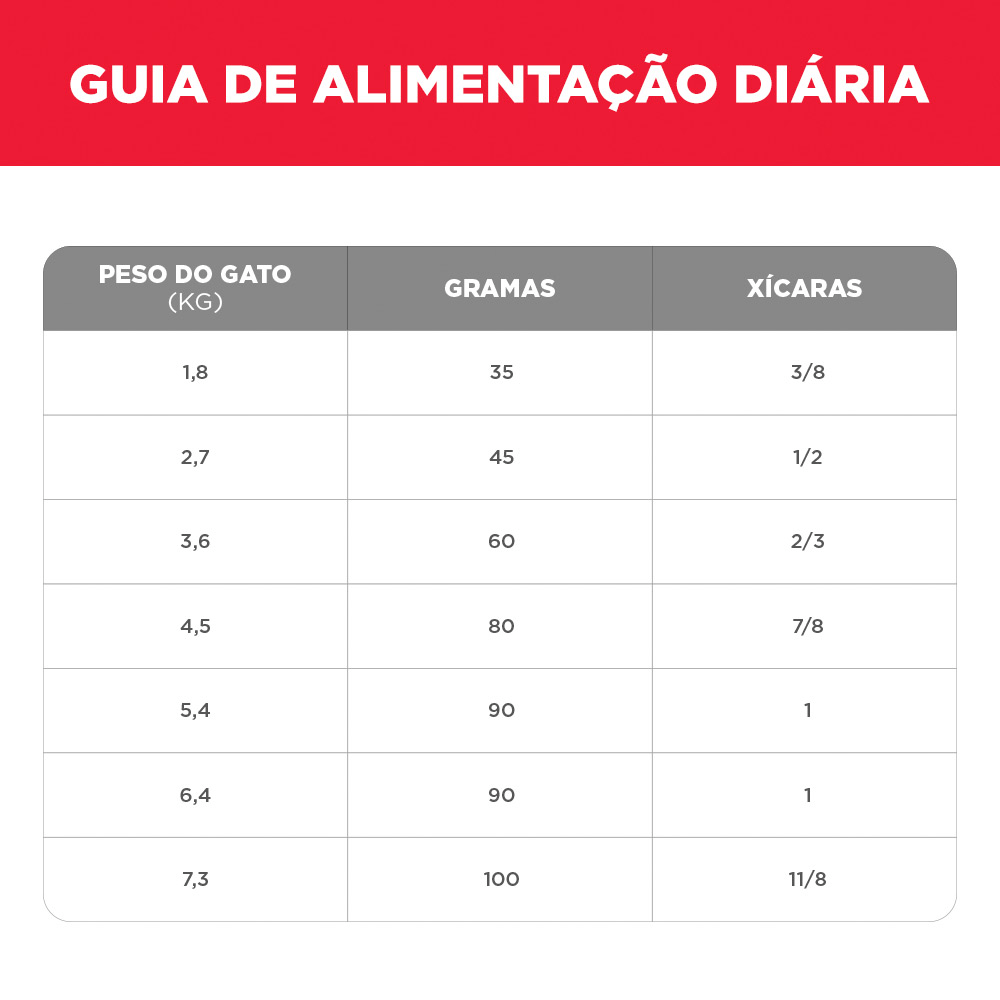 GUIA DE ALIMENTAÇÃO DIÁRIA
PESO DO GATO
(KG)
GRAMAS
XÍCARAS
1,8 35 3/8
2,7 45 1/2
3,6 60 2/3
4,5 80 7/8
5,4 90 1
6,4 90 1
7,3 100 11/8